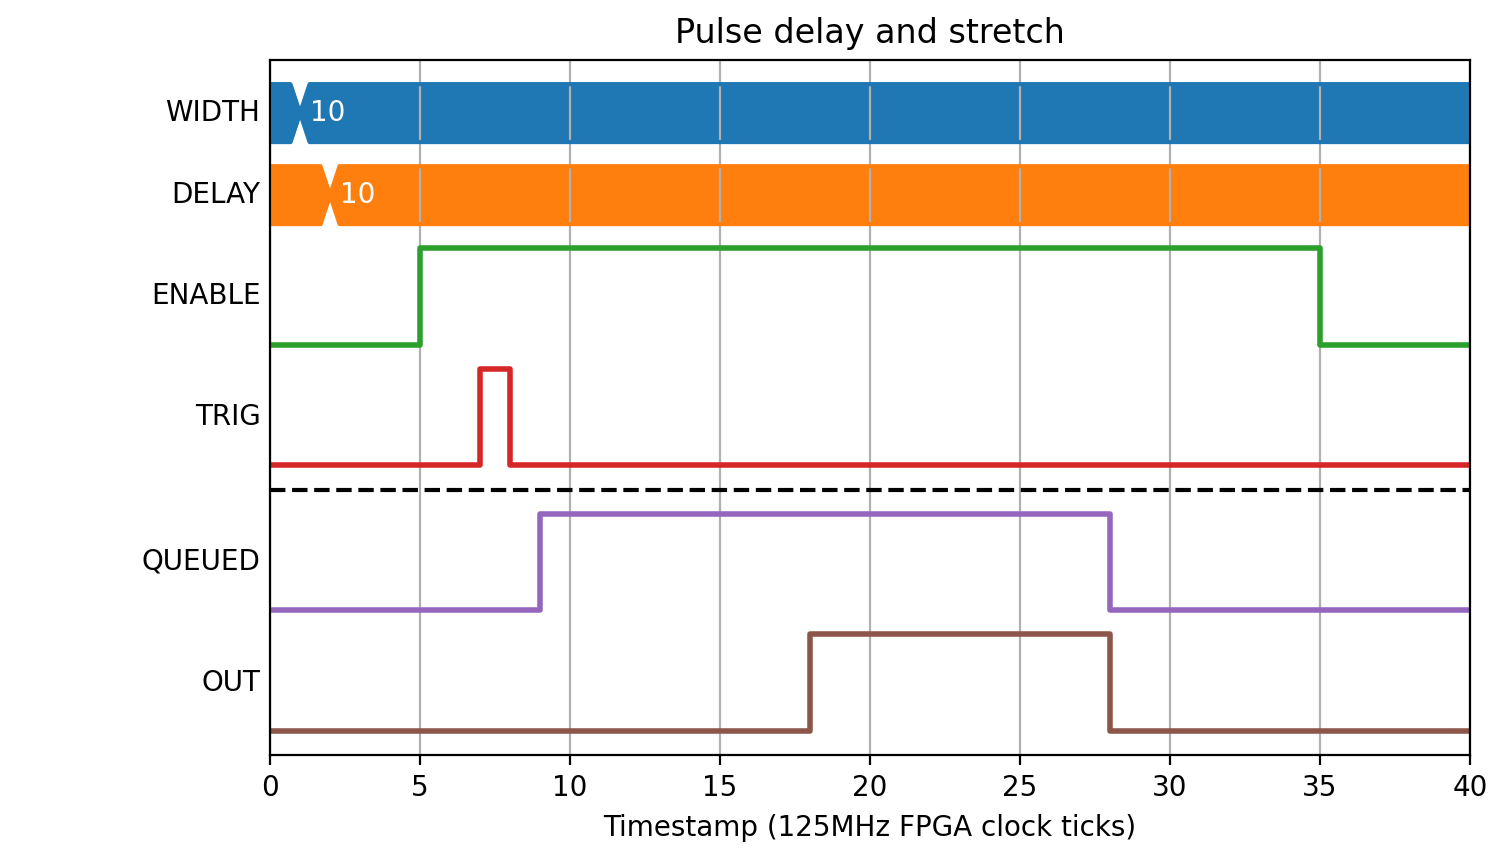 Pulse delay and stretch
WIDTH 10
DELAY 10
ENABLE
TRIG
QUEUED
OUT
0 5 10 15 20 25 30 35 40
Timestamp (125MHz FPGA clock ticks)